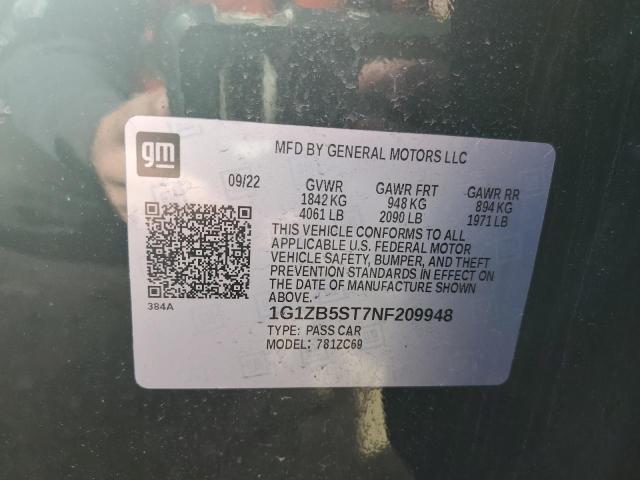 gm
MFD BY GENERAL MOTORS LLC
09/22 GVWR GAWR FRT GAWR RR
1842 KG 948 KG 894 KG
4061 LB 2090 LB 1971 LB
THIS VEHICLE CONFORMS TO ALL
APPLICABLE U.S. FEDERAL MOTOR
VEHICLE SAFETY, BUMPER, AND THEFT
PREVENTION STANDARDS IN EFFECT ON
THE DATE OF MANUFACTURE SHOWN
ABOVE.
384A
1G1ZB5ST7NF209948
TYPE: PASS CAR
MODEL: 781ZC69